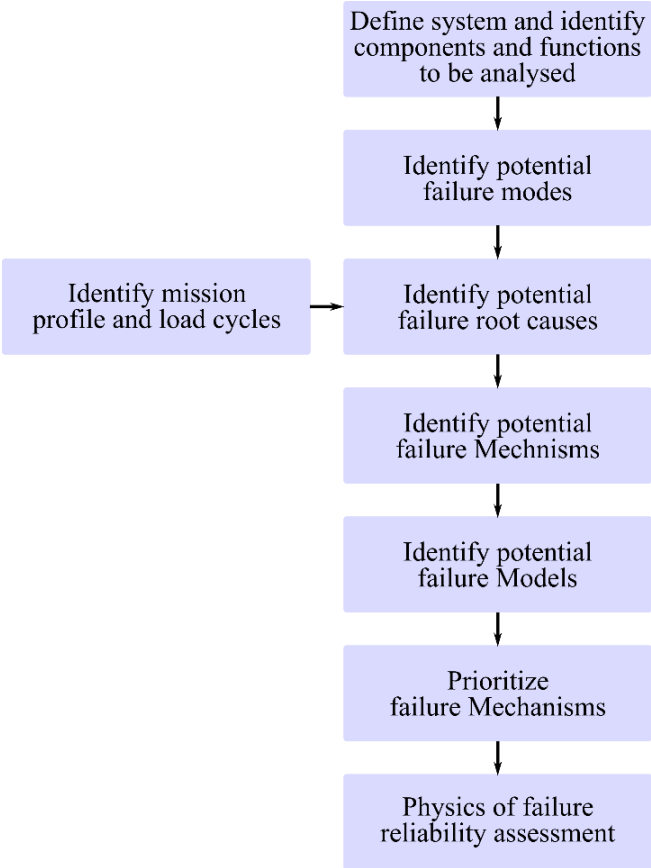 Define system and identify
components and functions
to be analysed
Identify potential
failure modes
Identify mission
profile and load cycles
Identify potential
failure root causes
Identify potential
failure Mechnisms
Identify potential
failure Models
Prioritize
failure Mechanisms
Physics of failure
reliability assessment